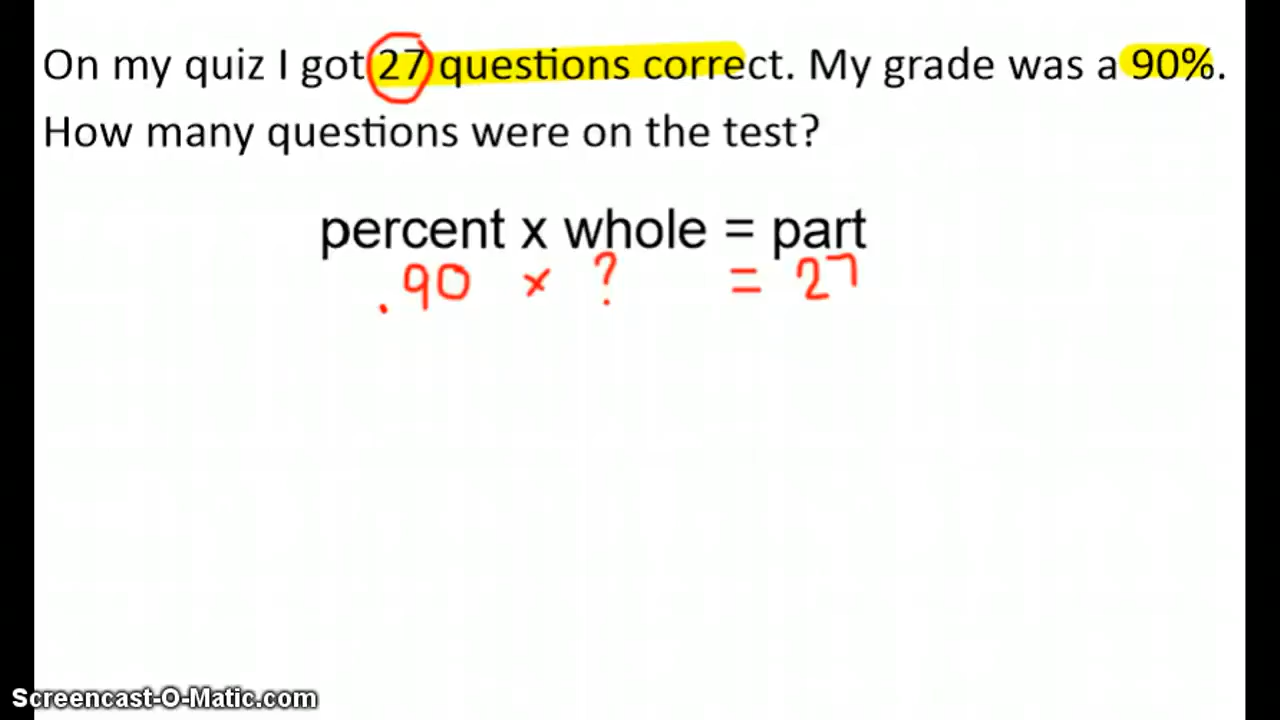 On my quiz I got 27 questions correct. My grade was a 90%.
How many questions were on the test?
percent x whole = part
.90 x ? = 27
Screencast-O-Matic.com